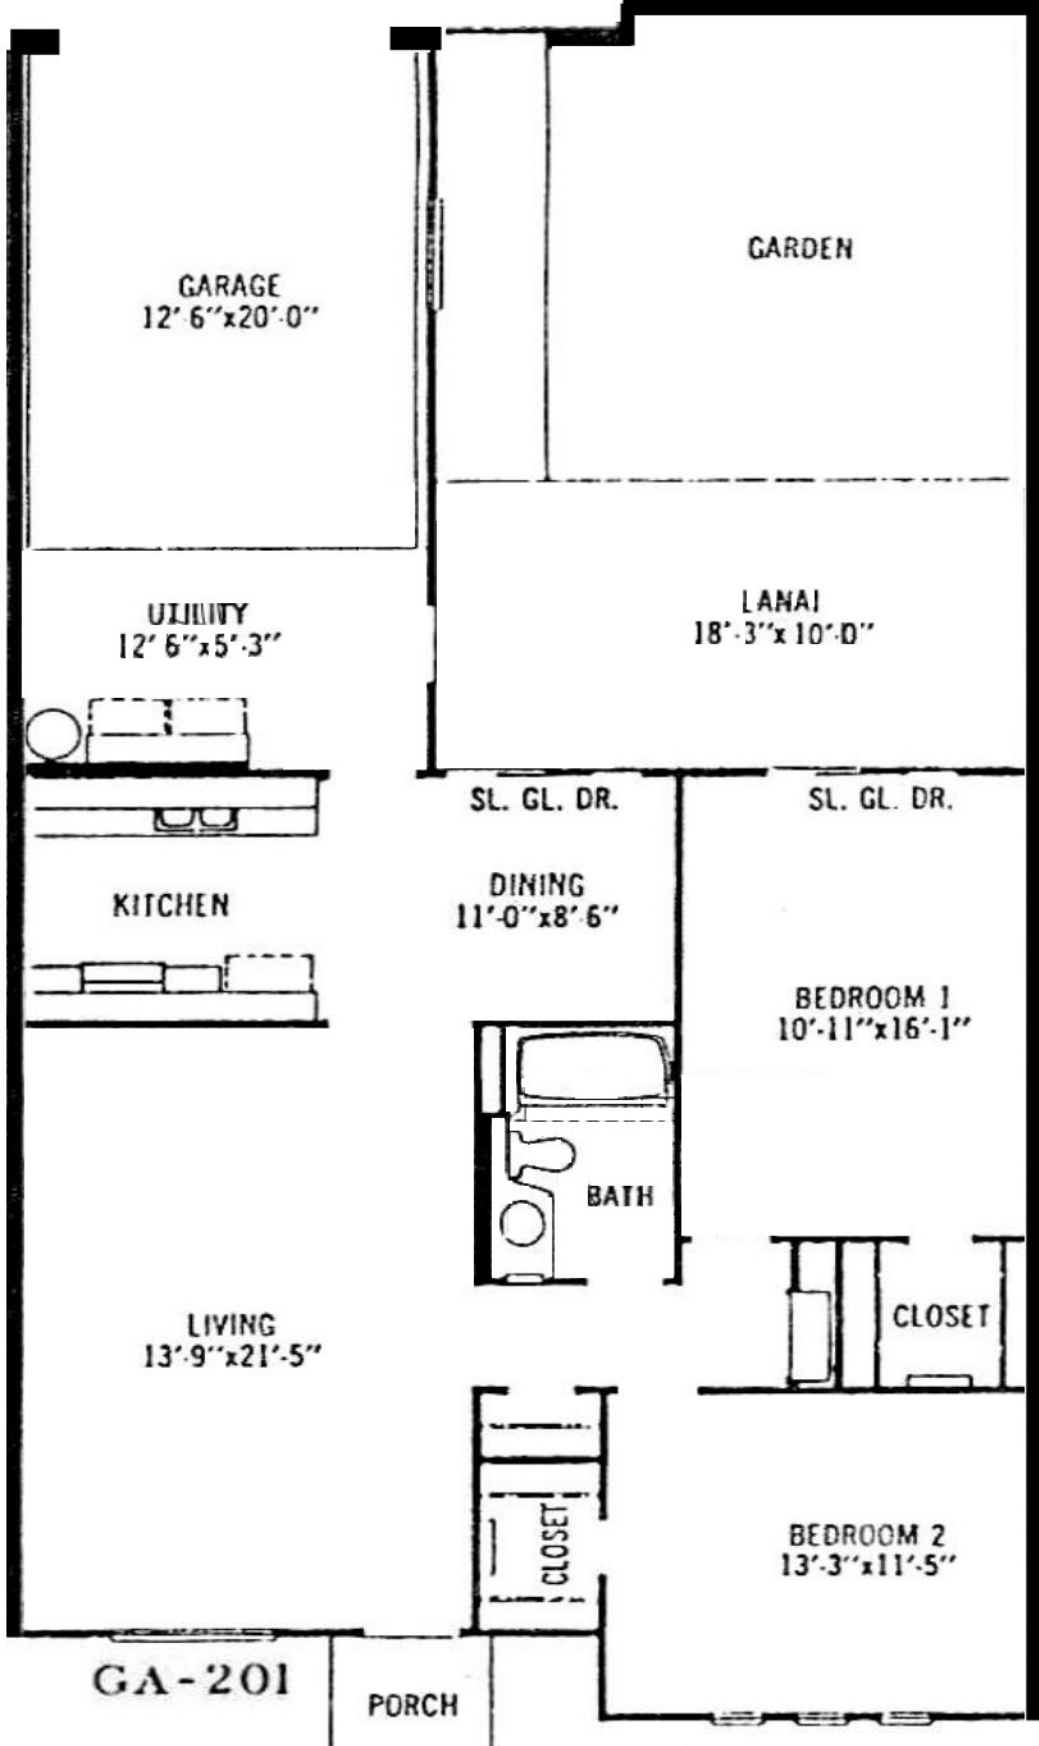 GARDEN
GARAGE
12'-6"x20'-0"
LANAI
18'-3"x10'-0"
UTILITY
12'6"x5'-3"
SL. GL. DR.
SL. GL. DR.
KITCHEN
DINING
11'-0"x8'-6"
BEDROOM 1
10'-11"x16'-1"
BATH
LIVING
13'-9"x21'-5"
CLOSET
CLOSET
BEDROOM 2
13'-3"x11'-5"
GA-201
PORCH